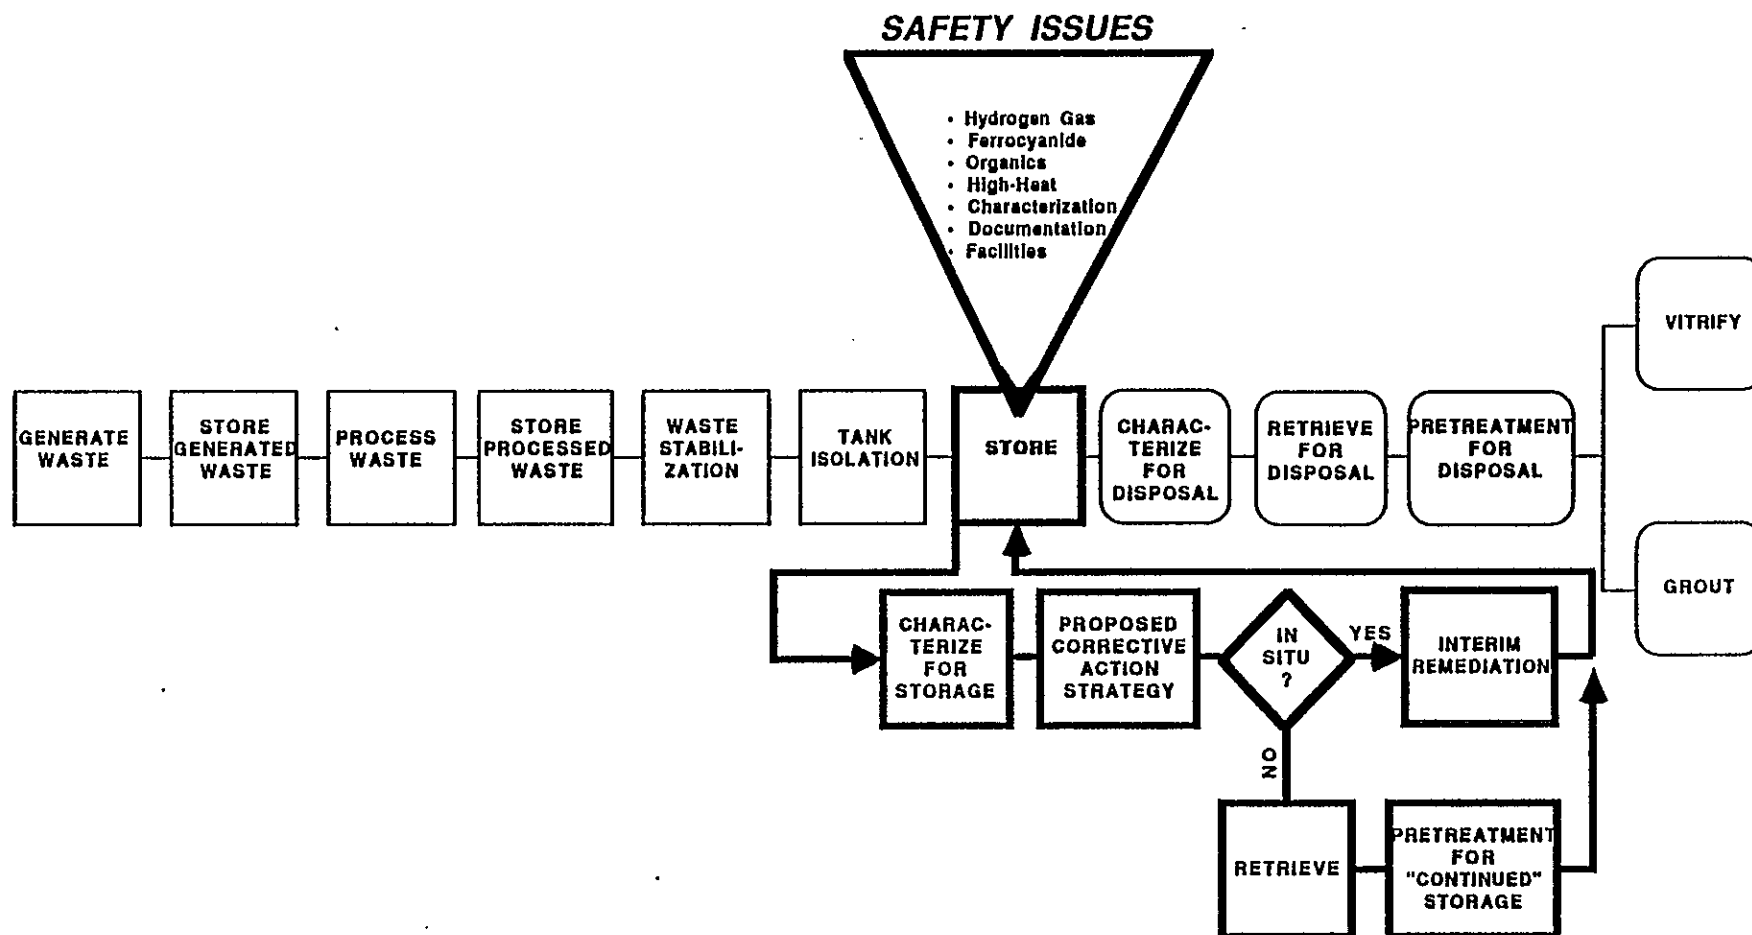 SAFETY ISSUES
• Hydrogen Gas
• Ferrocyanide
• Organics
• High-Heat
• Characterization
• Documentation
• Facilities
VITRIFY
GENERATE
WASTE
STORE
GENERATED
WASTE
PROCESS
WASTE
STORE
PROCESSED
WASTE
WASTE
STABILI-
ZATION
TANK
ISOLATION
STORE
CHARAC-
TERIZE
FOR
DISPOSAL
RETRIEVE
FOR
DISPOSAL
PRETREATMENT
FOR
DISPOSAL
GROUT
CHARAC-
TERIZE
FOR
STORAGE
PROPOSED
CORRECTIVE
ACTION
STRATEGY
IN
SITU
?
YES
INTERIM
REMEDIATION
NO
RETRIEVE
PRETREATMENT
FOR
"CONTINUED"
STORAGE